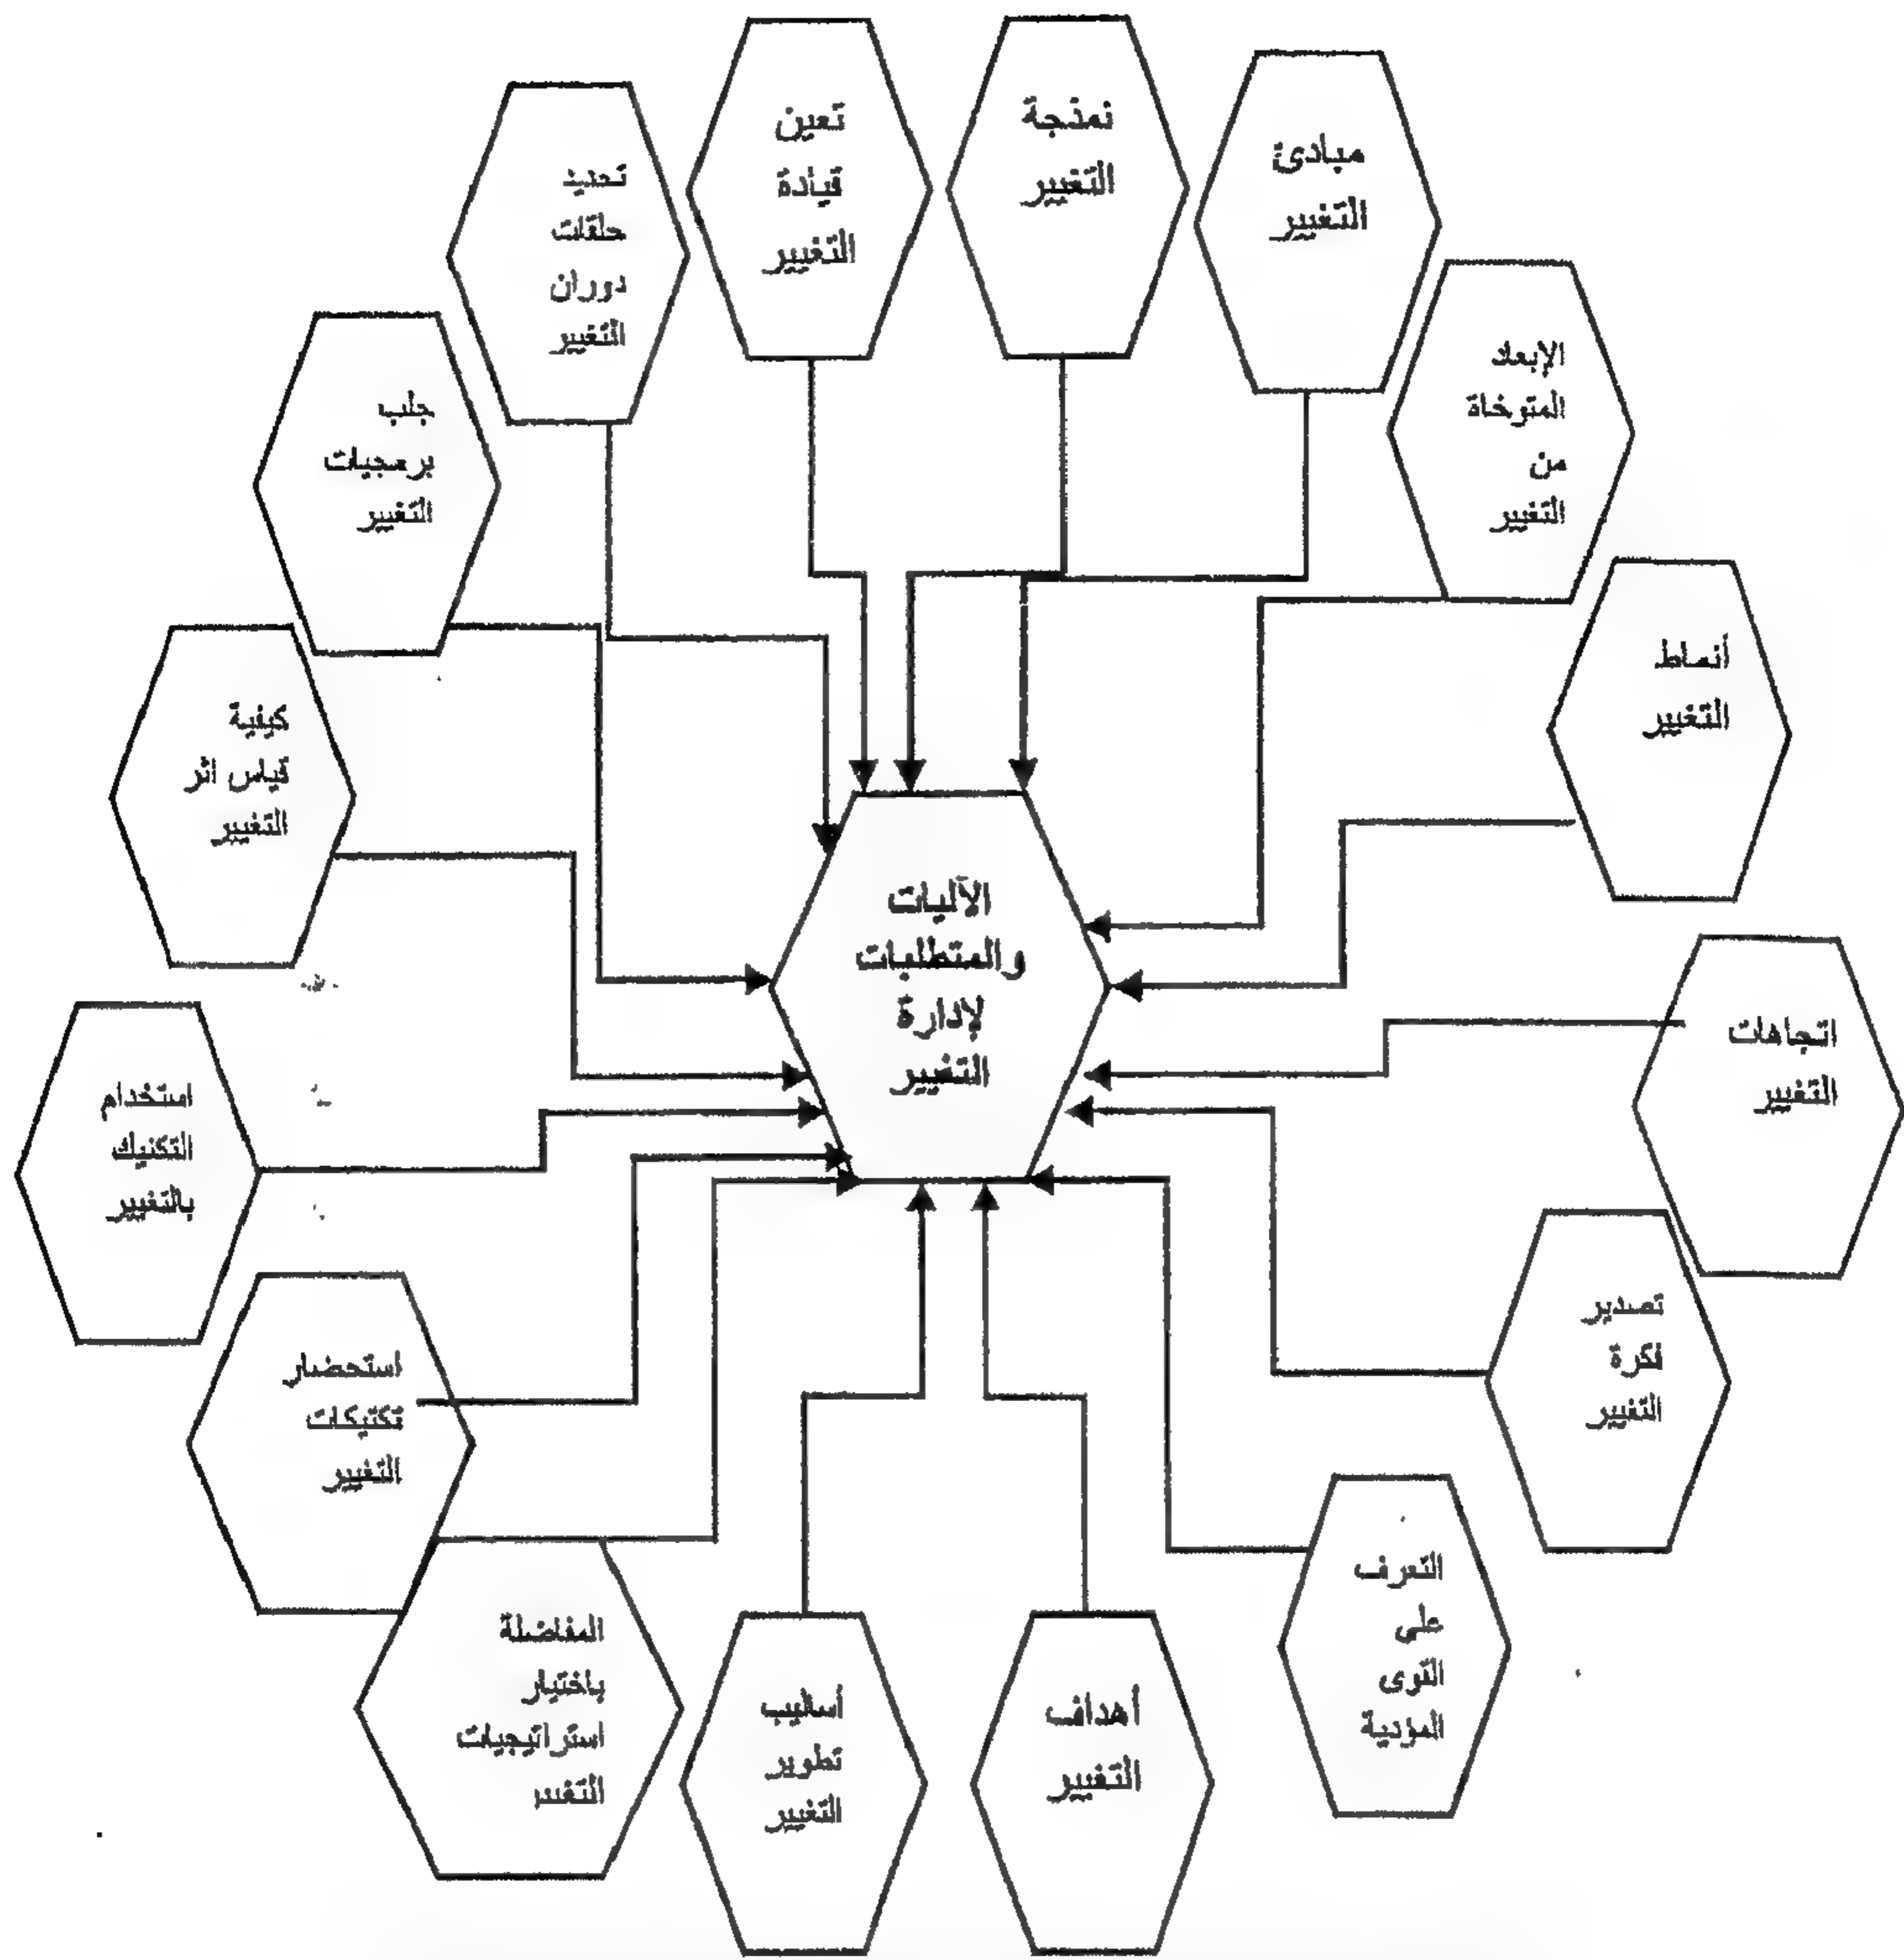 نمذجة
التغيير
مبادئ
التغيير
الإبعاد
المتوخاة
من
التغيير
أنماط
التغيير
اتجاهات
التغيير
تصدير
فكرة
التغيير
التعرف
على
القوى
المؤدية
أهداف
التغيير
أساليب
تطوير
التغيير
المفاضلة
باختيار
استراتيجيات
التغيير
استحضار
تكتيكات
التغيير
استخدام
التكنيك
بالتغيير
كيفية
قياس اثر
التغيير
جلب
برمجيات
التغيير
تحديد
حلقات
دوران
التغيير
تعين
قيادة
التغيير
الآليات
والمتطلبات
لإدارة
التغيير